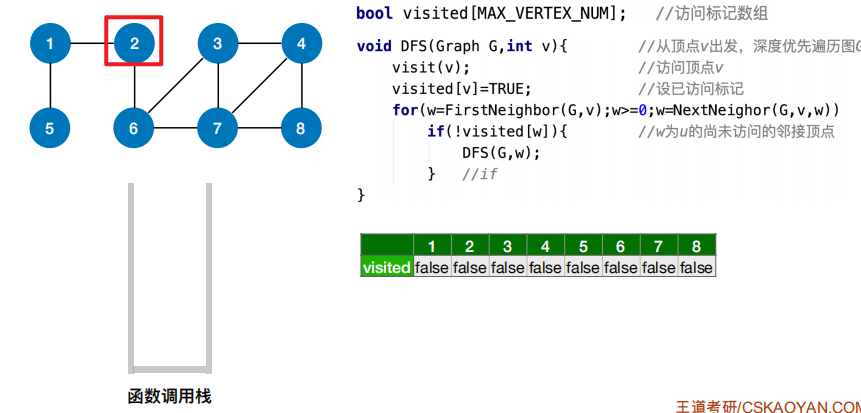 1 2 3 4
5 6 7 8
函数调用栈
bool visited[MAX_VERTEX_NUM]; //访问标记数组
void DFS(Graph G,int v){ //从顶点v出发，深度优先遍历图G
visit(v); //访问顶点v
visited[v]=TRUE; //设已访问标记
for(w=FirstNeighbor(G,v);w>=0;w=NextNeighor(G,v,w))
if(!visited[w]){ //w为u的尚未访问的邻接顶点
DFS(G,w);
} //if
}
1 2 3 4 5 6 7 8
visited false false false false false false false false
王道考研/CSKAOYAN.COM